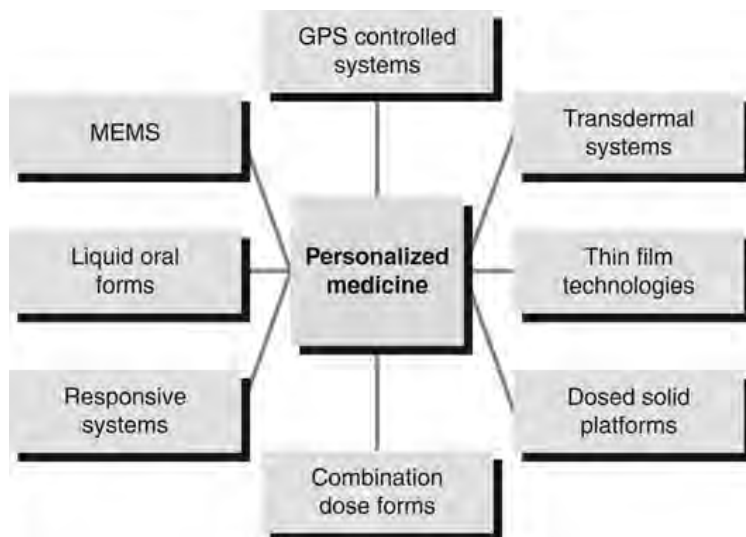 GPS controlled
systems
MEMS
Transdermal
systems
Liquid oral
forms
Personalized
medicine
Thin film
technologies
Responsive
systems
Dosed solid
platforms
Combination
dose forms